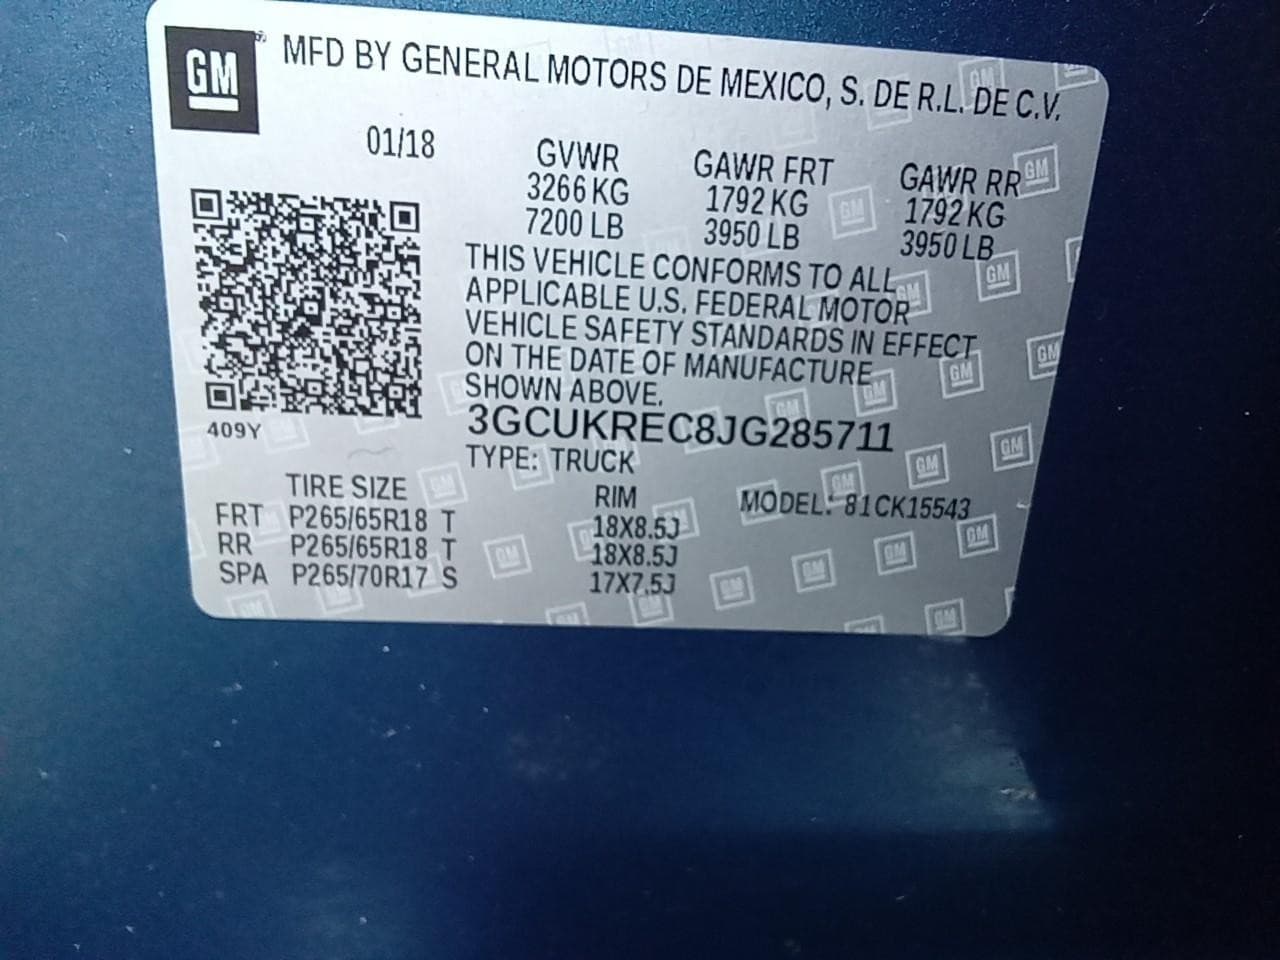 GM® MFD BY GENERAL MOTORS DE MEXICO, S. DE R.L. DE C.V.
01/18 GVWR GAWR FRT GAWR RR
3266 KG 1792 KG 1792 KG
7200 LB 3950 LB 3950 LB
THIS VEHICLE CONFORMS TO ALL
APPLICABLE U.S. FEDERAL MOTOR
VEHICLE SAFETY STANDARDS IN EFFECT
ON THE DATE OF MANUFACTURE
SHOWN ABOVE.
409Y 3GCUKREC8JG285711
TYPE: TRUCK
TIRE SIZE RIM MODEL: 81CK15543
FRT P265/65R18 T 18X8.5J
RR P265/65R18 T 18X8.5J
SPA P265/70R17 S 17X7.5J